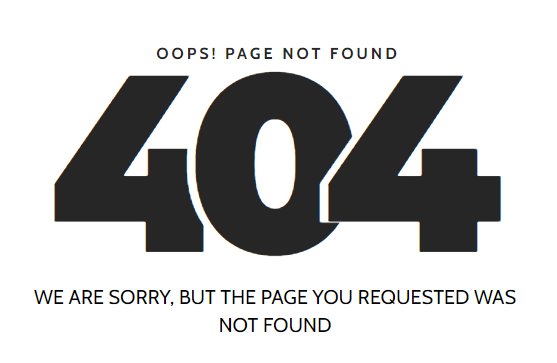 OOPS! PAGE NOT FOUND
404
WE ARE SORRY, BUT THE PAGE YOU REQUESTED WAS
NOT FOUND